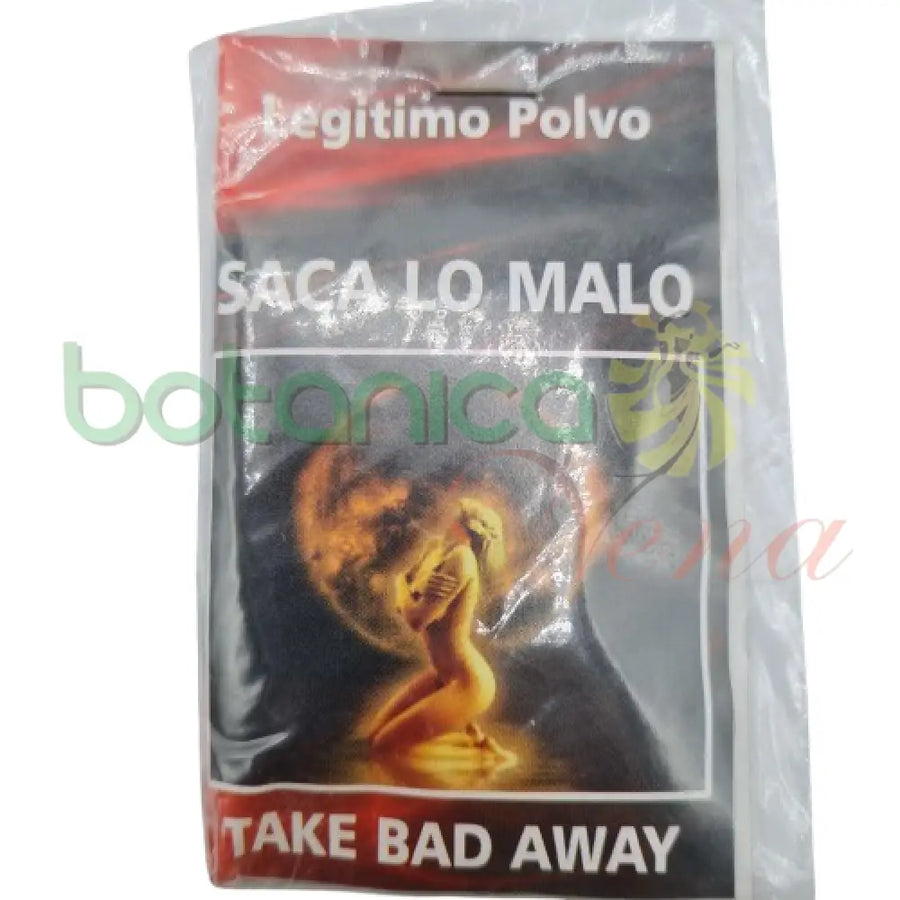 Legitimo Polvo
SACA LO MALO
botanica
TAKE BAD AWAY